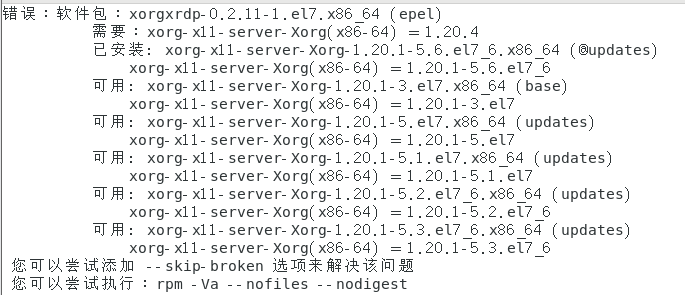 错误：软件包：xorgxrdp-0.2.11-1.el7.x86_64 (epel)
需要：xorg-x11-server-Xorg(x86-64) = 1.20.4
已安装: xorg-x11-server-Xorg-1.20.1-5.6.el7_6.x86_64 (@updates)
xorg-x11-server-Xorg(x86-64) = 1.20.1-5.6.el7_6
可用: xorg-x11-server-Xorg-1.20.1-3.el7.x86_64 (base)
xorg-x11-server-Xorg(x86-64) = 1.20.1-3.el7
可用: xorg-x11-server-Xorg-1.20.1-5.el7.x86_64 (updates)
xorg-x11-server-Xorg(x86-64) = 1.20.1-5.el7
可用: xorg-x11-server-Xorg-1.20.1-5.1.el7.x86_64 (updates)
xorg-x11-server-Xorg(x86-64) = 1.20.1-5.1.el7
可用: xorg-x11-server-Xorg-1.20.1-5.2.el7_6.x86_64 (updates)
xorg-x11-server-Xorg(x86-64) = 1.20.1-5.2.el7_6
可用: xorg-x11-server-Xorg-1.20.1-5.3.el7_6.x86_64 (updates)
xorg-x11-server-Xorg(x86-64) = 1.20.1-5.3.el7_6
您可以尝试添加 --skip-broken 选项来解决该问题
您可以尝试执行：rpm -Va --nofiles --nodigest